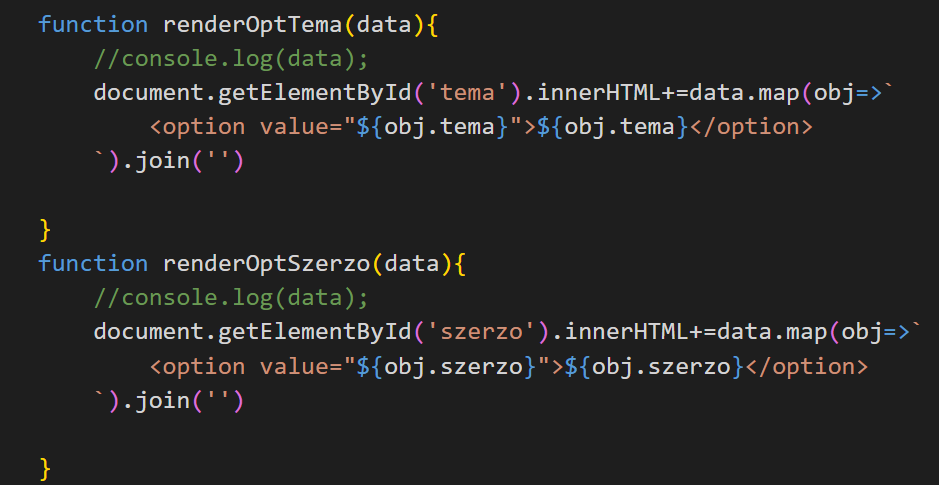 function renderOptTema(data){
//console.log(data);
document.getElementById('tema').innerHTML+=data.map(obj=>`
<option value="${obj.tema}">${obj.tema}</option>
`).join('')
}
function renderOptSzerzo(data){
//console.log(data);
document.getElementById('szerzo').innerHTML+=data.map(obj=>`
<option value="${obj.szerzo}">${obj.szerzo}</option>
`).join('')
}